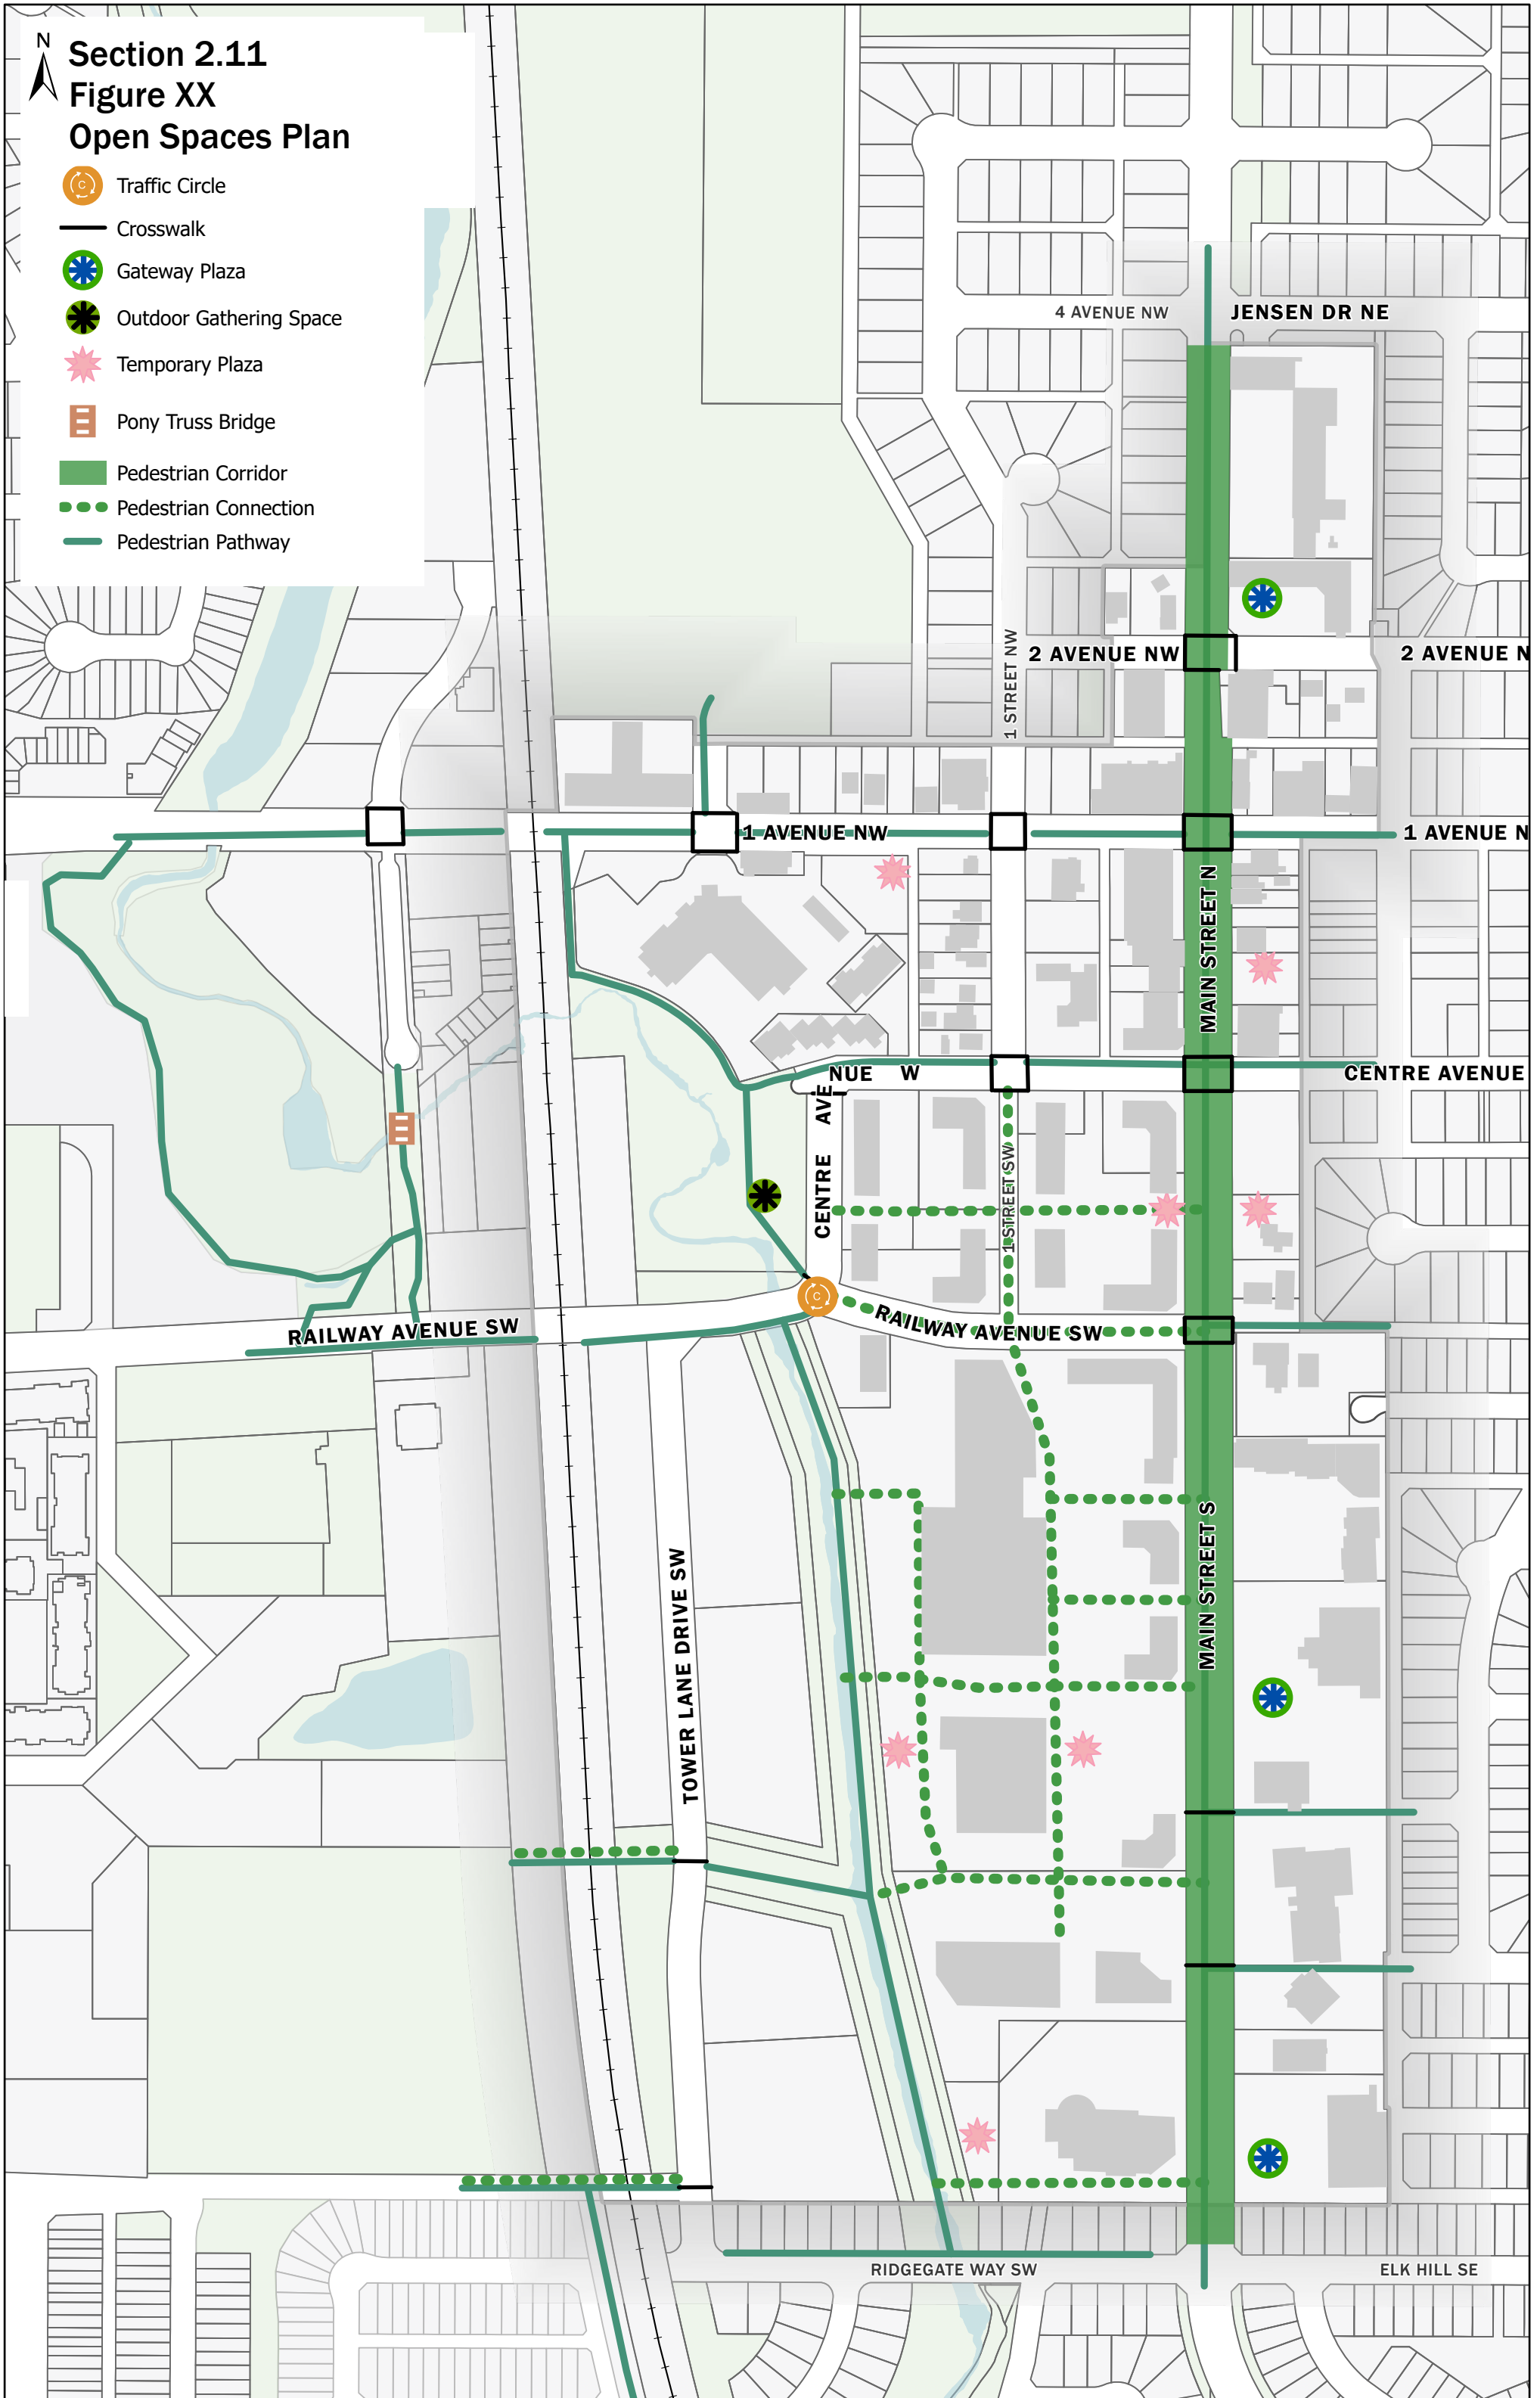 N
Section 2.11
Figure XX
Open Spaces Plan
C
Traffic Circle
Crosswalk
Gateway Plaza
Outdoor Gathering Space
Temporary Plaza
Pony Truss Bridge
Pedestrian Corridor
Pedestrian Connection
Pedestrian Pathway
4 AVENUE NW
JENSEN DR NE
1 STREET NW
2 AVENUE NW
2 AVENUE N
1 AVENUE NW
1 AVENUE N
MAIN STREET N
CENTRE AVE
NUE W
CENTRE AVENUE
1 STREET SW
C
RAILWAY AVENUE SW
RAILWAY AVENUE SW
MAIN STREET S
TOWER LANE DRIVE SW
RIDGEGATE WAY SW
ELK HILL SE